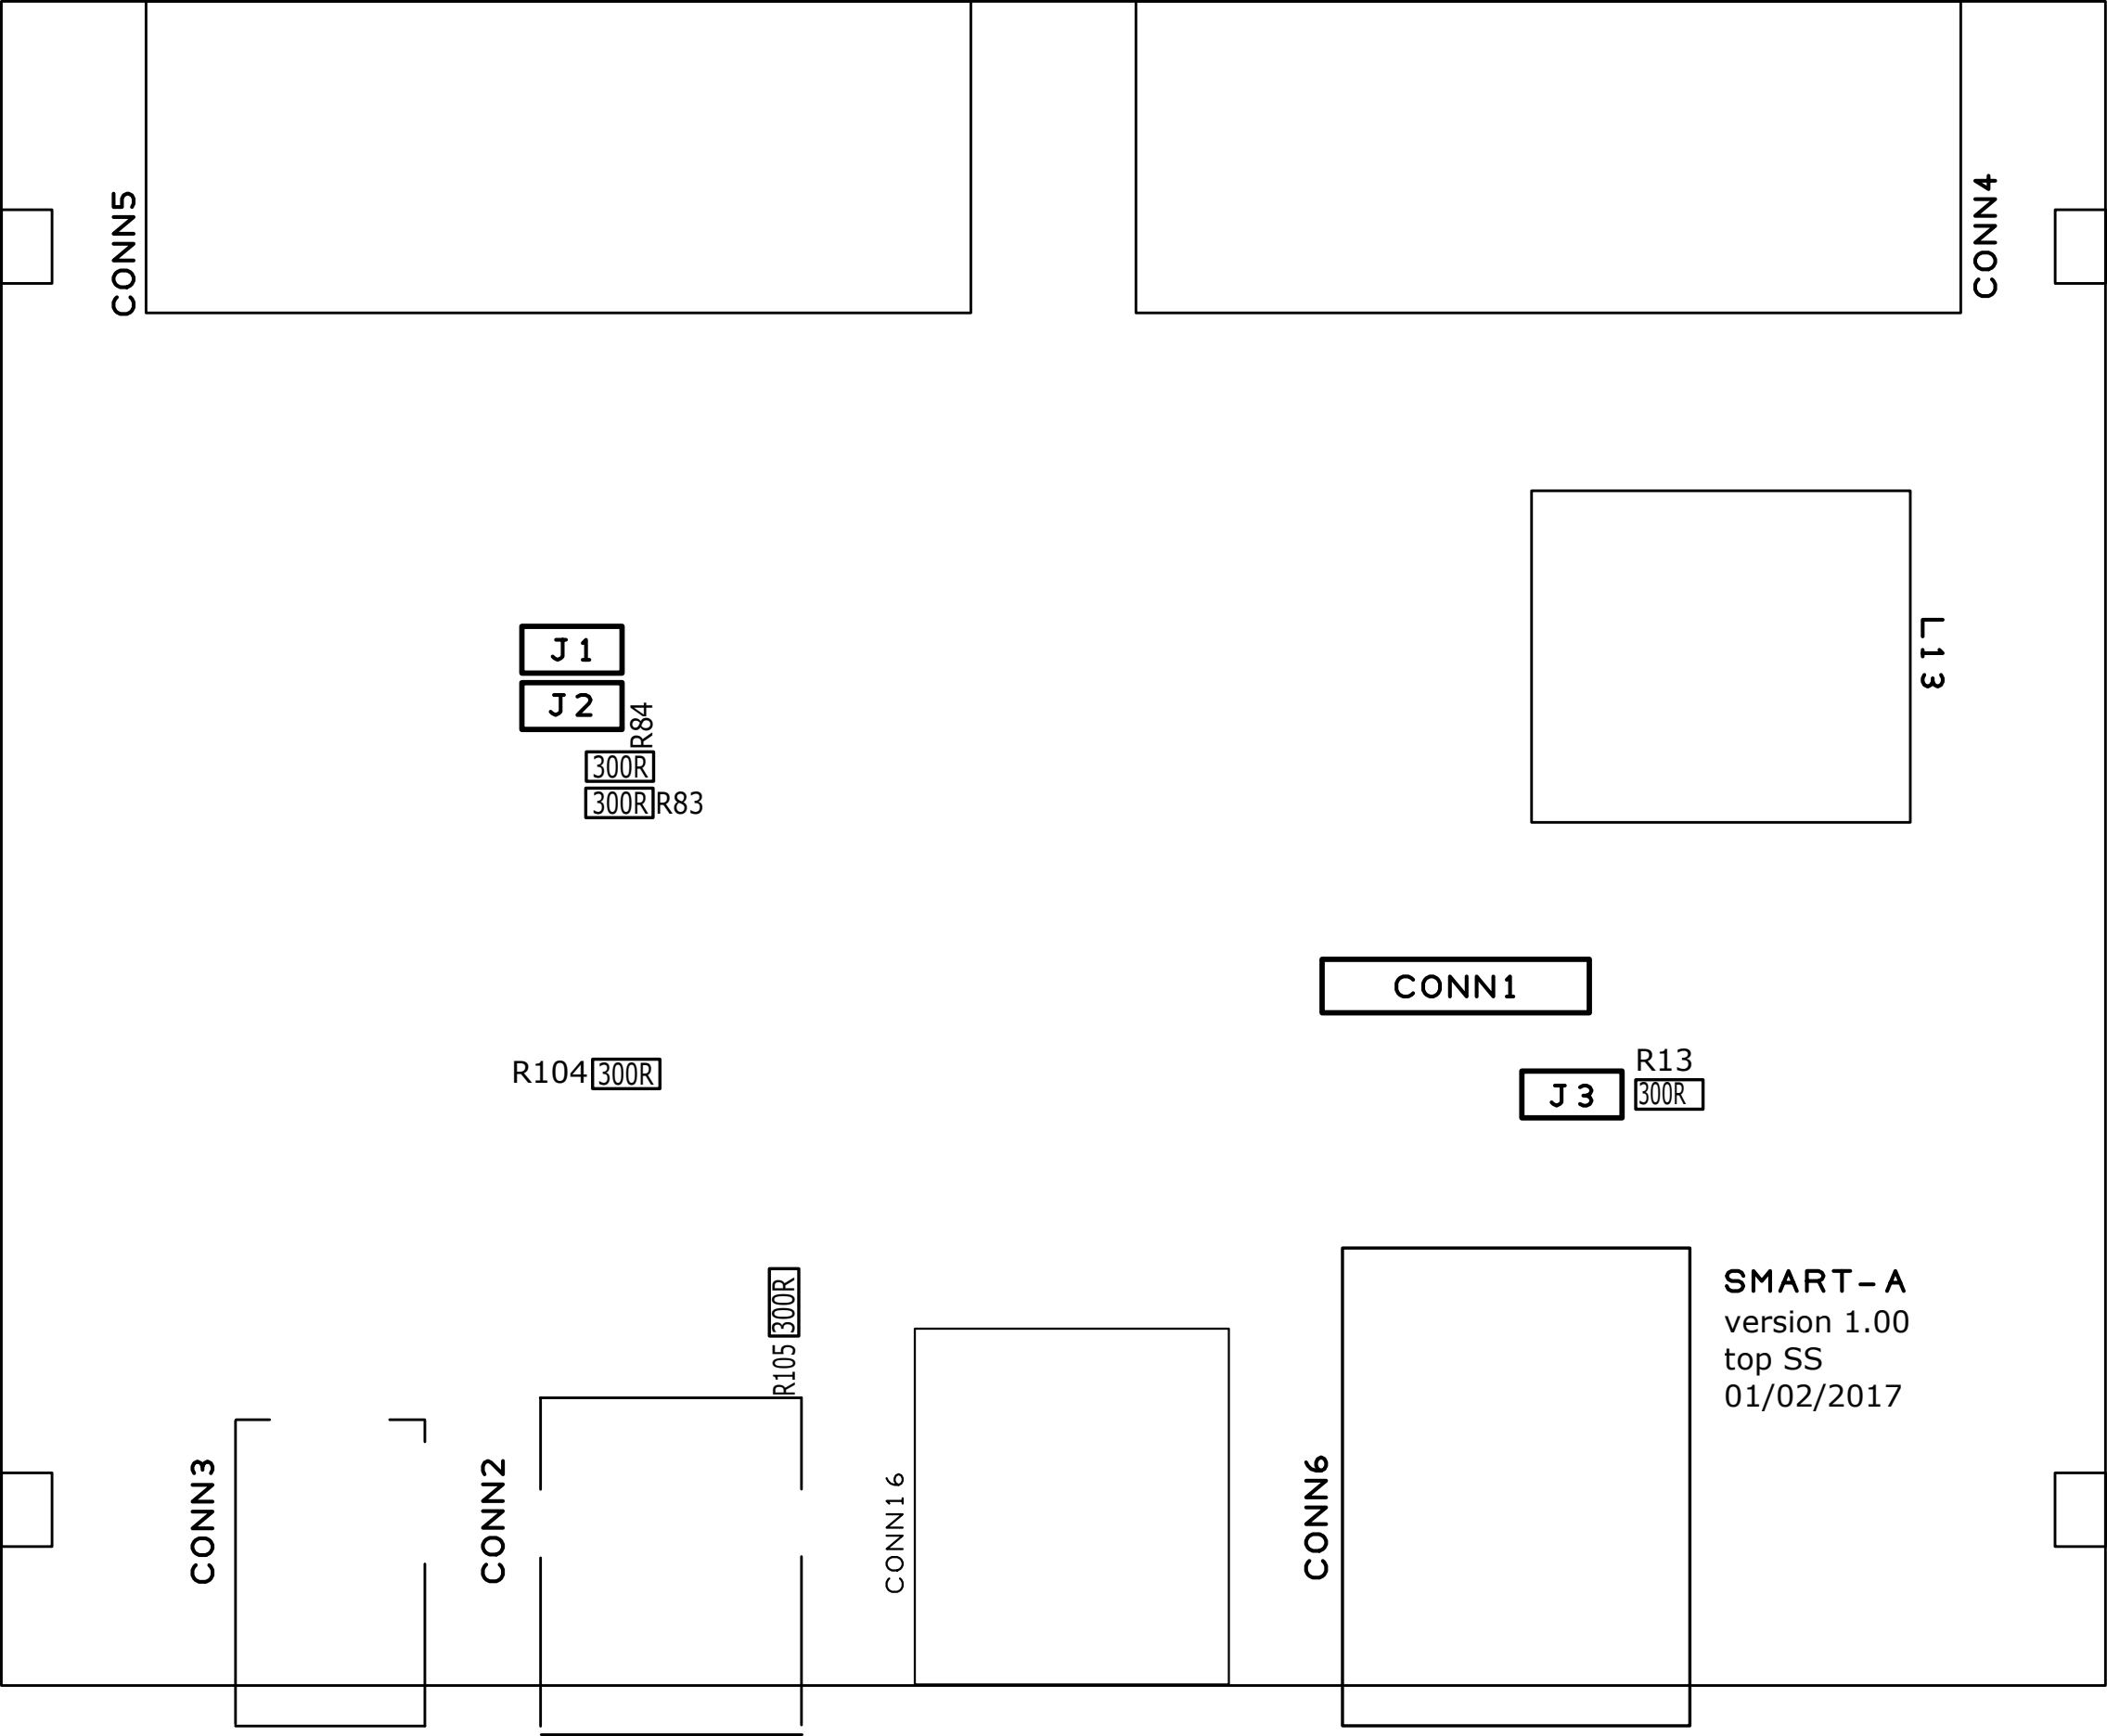 CONN5
CONN4
L13
J1
J2
R84
300R
300R R83
CONN1
R104 300R
R13
J3 300R
300R
R105
SMART-A
version 1.00
top SS
01/02/2017
CONN3
CONN2
CONN16
CONN6